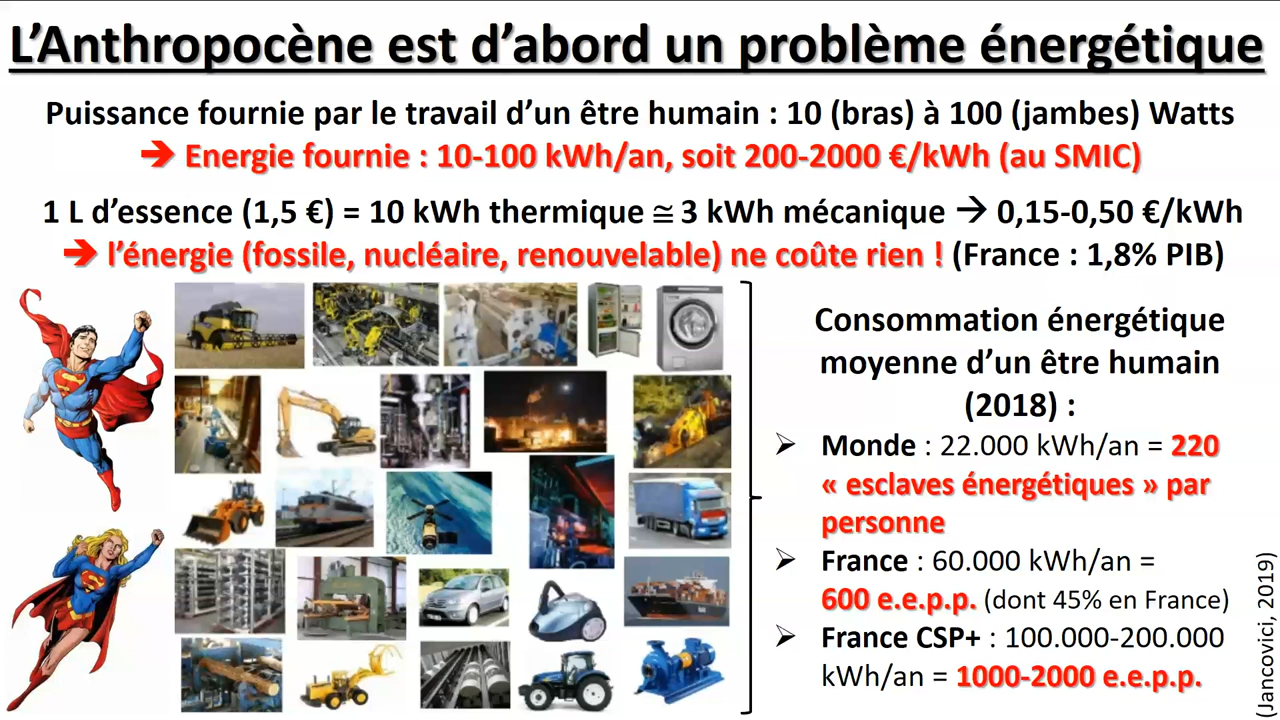 L’Anthropocène est d’abord un problème énergétique
Puissance fournie par le travail d’un être humain : 10 (bras) à 100 (jambes) Watts
➔ Energie fournie : 10-100 kWh/an, soit 200-2000 €/kWh (au SMIC)
1 L d’essence (1,5 €) = 10 kWh thermique ≅ 3 kWh mécanique → 0,15-0,50 €/kWh
➔ l’énergie (fossile, nucléaire, renouvelable) ne coûte rien ! (France : 1,8% PIB)
Consommation énergétique
moyenne d’un être humain
(2018) :
➢ Monde : 22.000 kWh/an = 220
« esclaves énergétiques » par
personne
➢ France : 60.000 kWh/an =
600 e.e.p.p. (dont 45% en France)
➢ France CSP+ : 100.000-200.000
kWh/an = 1000-2000 e.e.p.p.
(Jancovici, 2019)